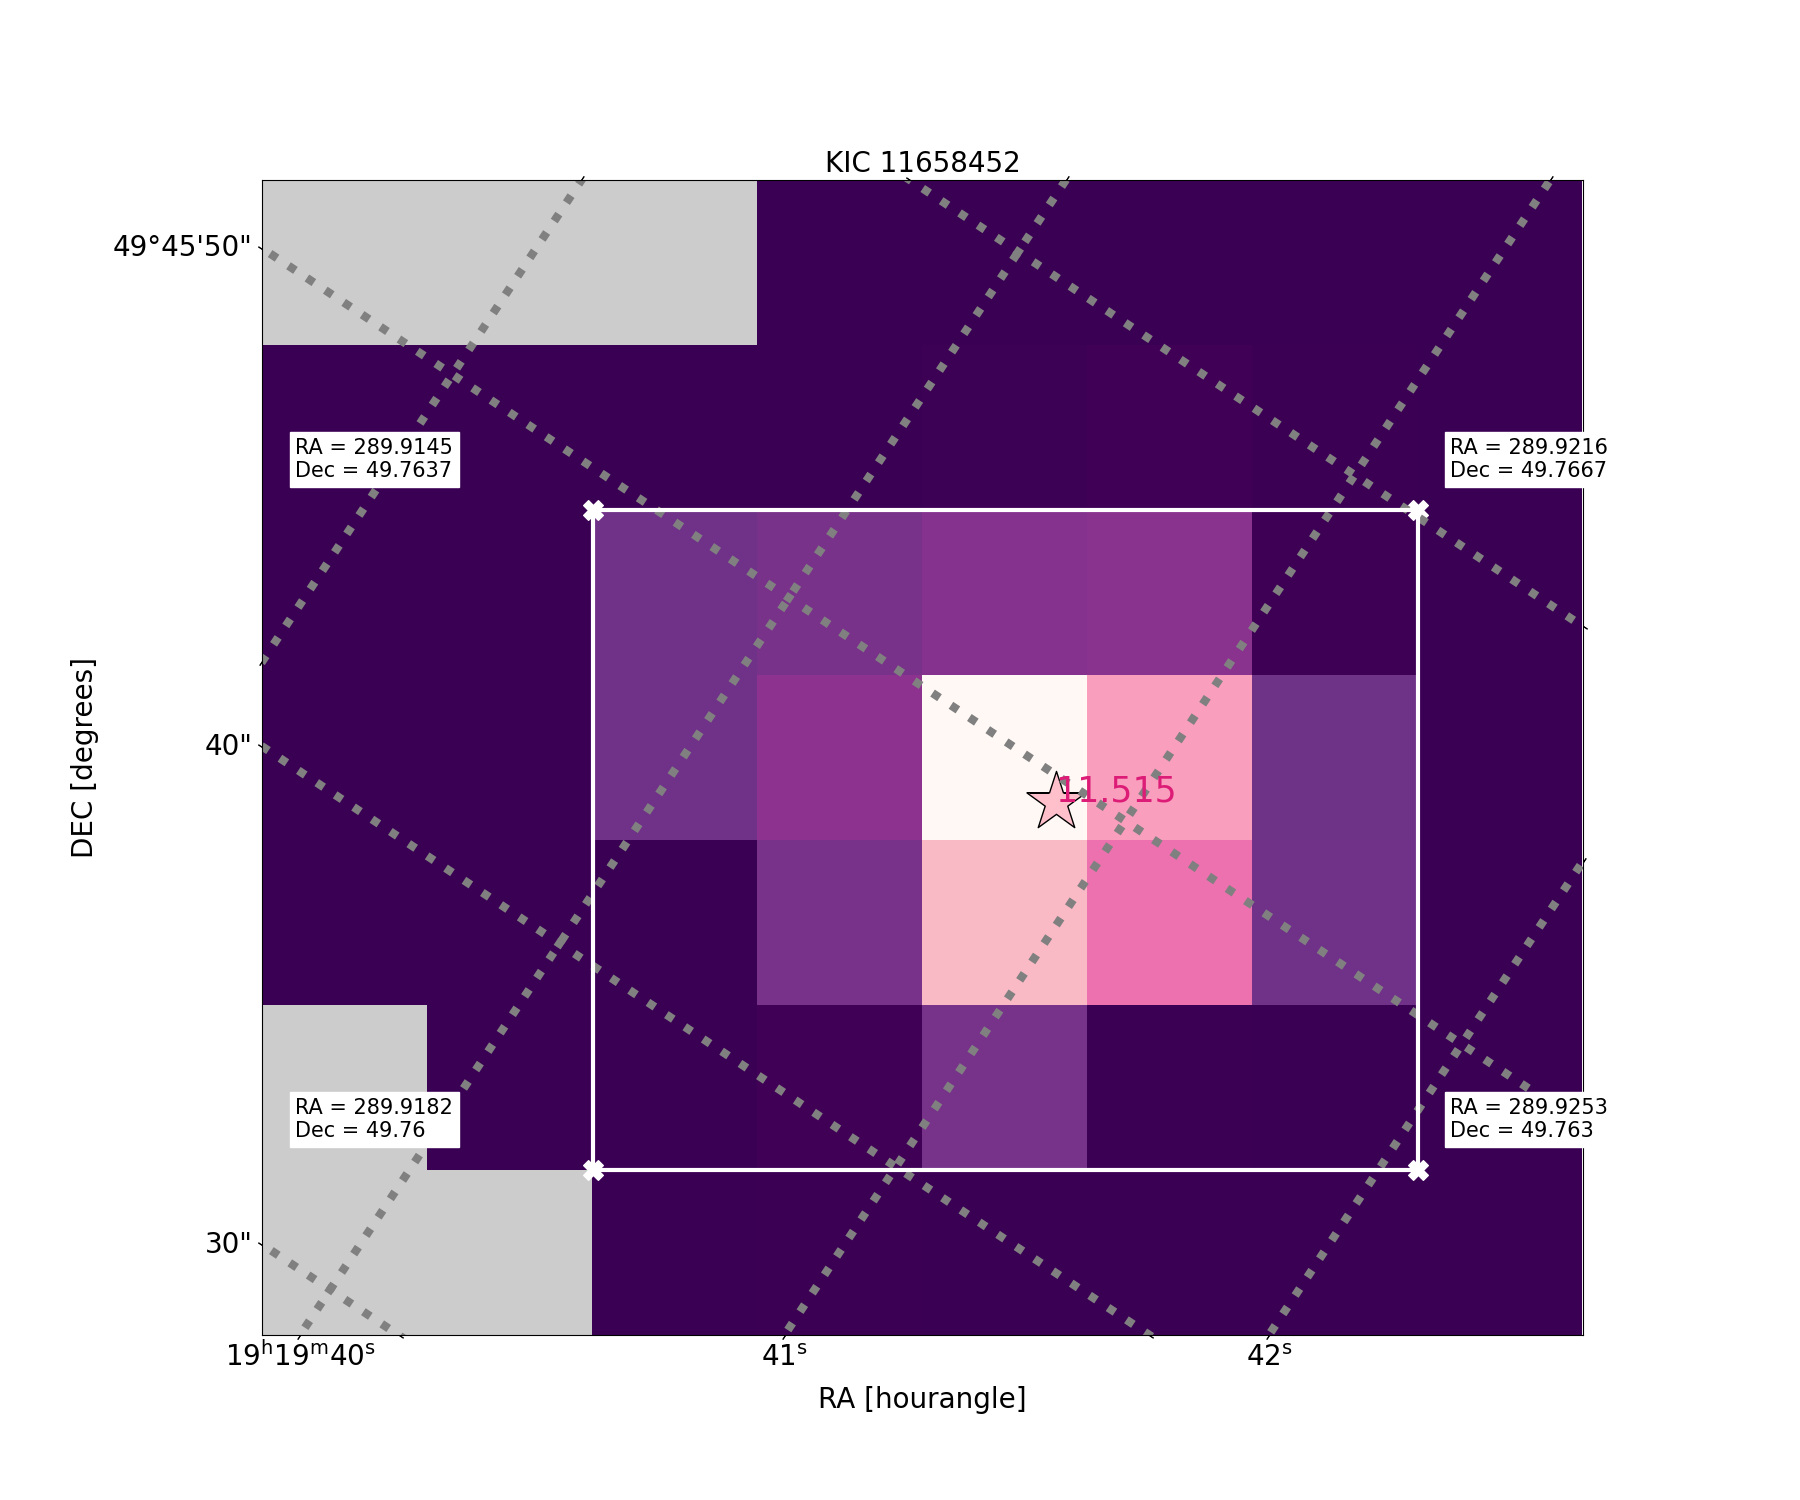 KIC 11658452
49°45'50"
RA = 289.9145
Dec = 49.7637
RA = 289.9216
Dec = 49.7667
40"
11.515
DEC [degrees]
RA = 289.9182
Dec = 49.76
RA = 289.9253
Dec = 49.763
30"
19ʰ19ᵐ40ˢ
41ˢ
42ˢ
RA [hourangle]